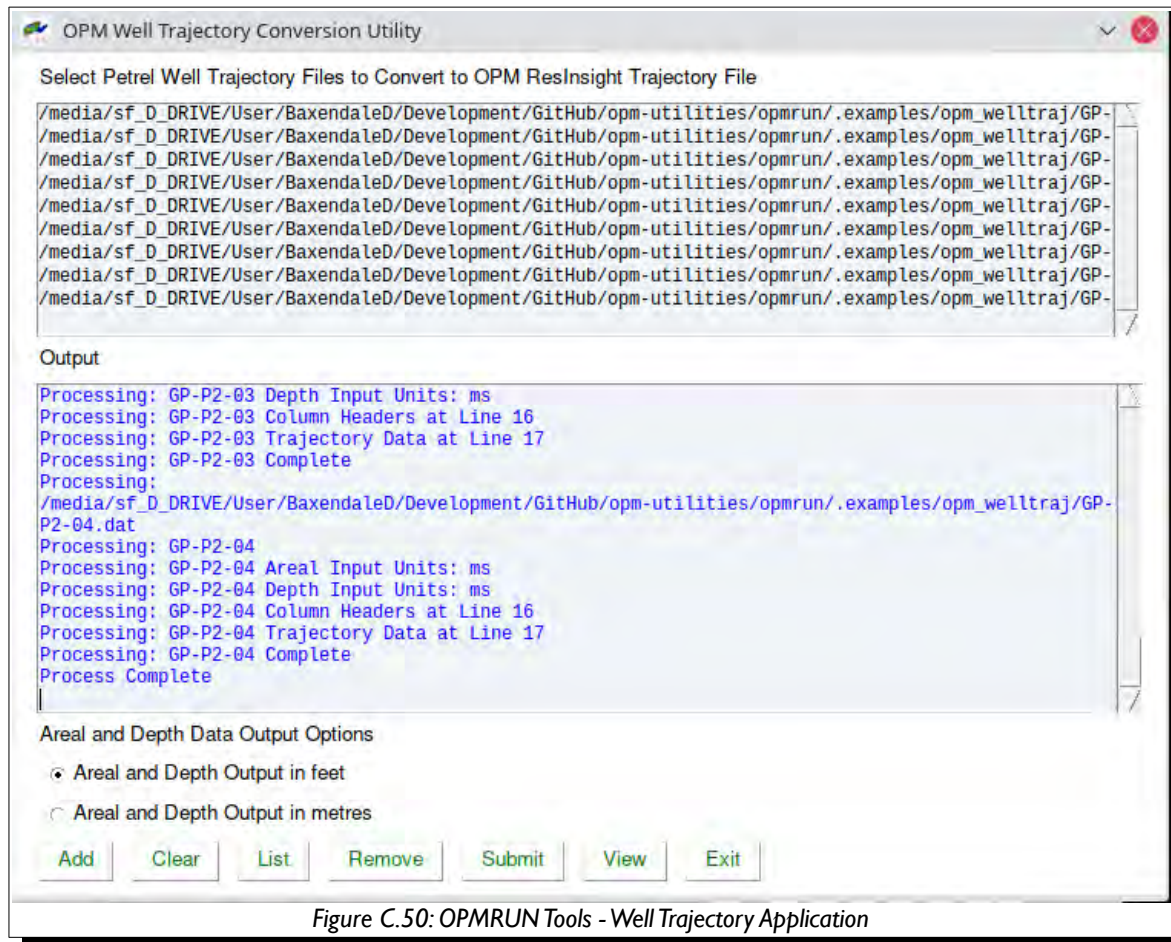 OPM Well Trajectory Conversion Utility
Select Petrel Well Trajectory Files to Convert to OPM ResInsight Trajectory File
/media/sf_D_DRIVE/User/BaxendaleD/Development/GitHub/opm-utilities/opmrun/.examples/opm_welltraj/GP-
/media/sf_D_DRIVE/User/BaxendaleD/Development/GitHub/opm-utilities/opmrun/.examples/opm_welltraj/GP-
/media/sf_D_DRIVE/User/BaxendaleD/Development/GitHub/opm-utilities/opmrun/.examples/opm_welltraj/GP-
/media/sf_D_DRIVE/User/BaxendaleD/Development/GitHub/opm-utilities/opmrun/.examples/opm_welltraj/GP-
/media/sf_D_DRIVE/User/BaxendaleD/Development/GitHub/opm-utilities/opmrun/.examples/opm_welltraj/GP-
/media/sf_D_DRIVE/User/BaxendaleD/Development/GitHub/opm-utilities/opmrun/.examples/opm_welltraj/GP-
/media/sf_D_DRIVE/User/BaxendaleD/Development/GitHub/opm-utilities/opmrun/.examples/opm_welltraj/GP-
/media/sf_D_DRIVE/User/BaxendaleD/Development/GitHub/opm-utilities/opmrun/.examples/opm_welltraj/GP-
/media/sf_D_DRIVE/User/BaxendaleD/Development/GitHub/opm-utilities/opmrun/.examples/opm_welltraj/GP-
Output
Processing: GP-P2-03 Depth Input Units: ms
Processing: GP-P2-03 Column Headers at Line 16
Processing: GP-P2-03 Trajectory Data at Line 17
Processing: GP-P2-03 Complete
Processing:
/media/sf_D_DRIVE/User/BaxendaleD/Development/GitHub/opm-utilities/opmrun/.examples/opm_welltraj/GP-
P2-04.dat
Processing: GP-P2-04
Processing: GP-P2-04 Areal Input Units: ms
Processing: GP-P2-04 Depth Input Units: ms
Processing: GP-P2-04 Column Headers at Line 16
Processing: GP-P2-04 Trajectory Data at Line 17
Processing: GP-P2-04 Complete
Process Complete
Areal and Depth Data Output Options
Areal and Depth Output in feet
Areal and Depth Output in metres
Add Clear List Remove Submit View Exit
Figure C.50: OPMRUN Tools - Well Trajectory Application